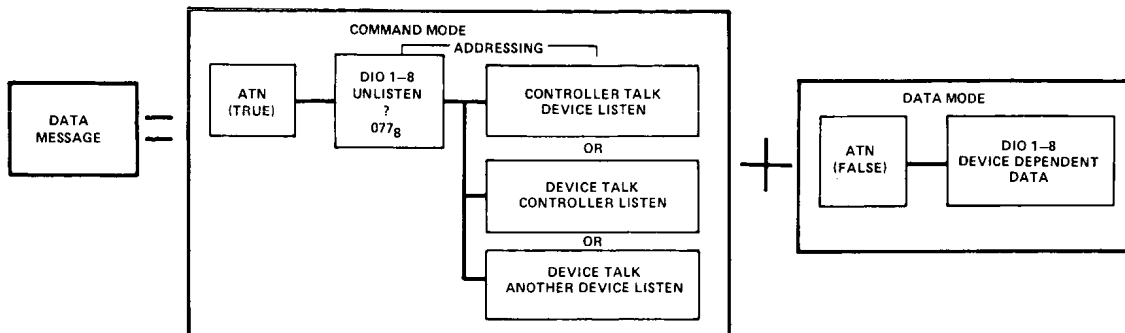 DATA
MESSAGE
=
COMMAND MODE
ADDRESSING
ATN
(TRUE)
DIO 1–8
UNLISTEN
?
077₈
CONTROLLER TALK
DEVICE LISTEN
OR
DEVICE TALK
CONTROLLER LISTEN
OR
DEVICE TALK
ANOTHER DEVICE LISTEN
+
DATA MODE
ATN
(FALSE)
DIO 1–8
DEVICE DEPENDENT
DATA